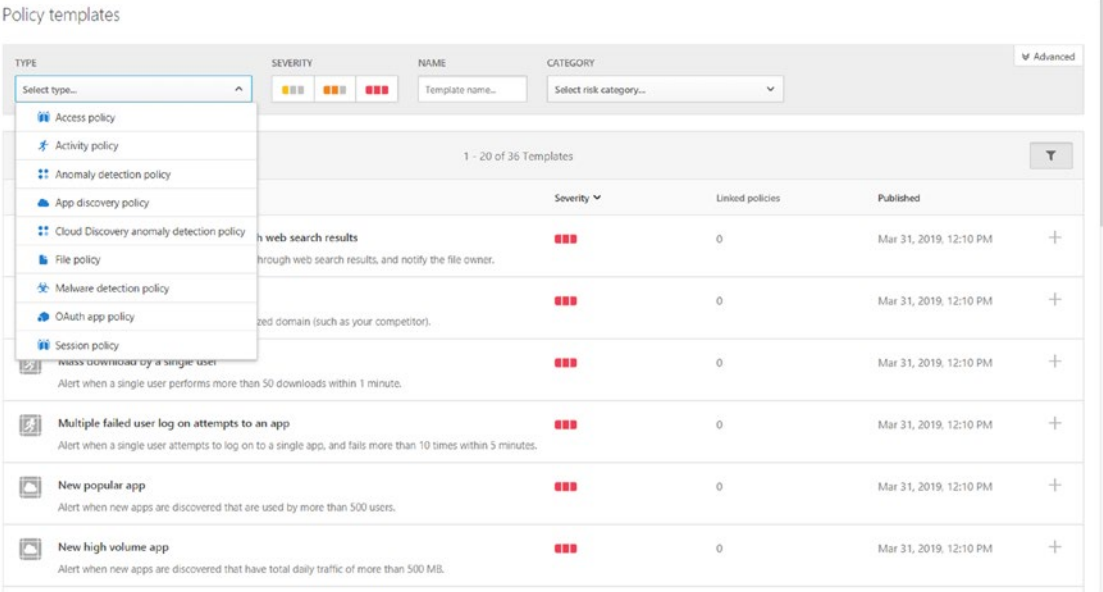 Policy templates
Advanced
TYPE
SEVERITY
NAME
CATEGORY
Select type...
Template name...
Select risk category...
Access policy
Activity policy
Anomaly detection policy
App discovery policy
Cloud Discovery anomaly detection policy
File policy
Malware detection policy
OAuth app policy
Session policy
1 - 20 of 36 Templates
Severity
Linked policies
Published
h web search results
0
Mar 31, 2019, 12:10 PM
through web search results, and notify the file owner.
0
Mar 31, 2019, 12:10 PM
zed domain (such as your competitor).
Mass download by a single user
0
Mar 31, 2019, 12:10 PM
Alert when a single user performs more than 50 downloads within 1 minute.
Multiple failed user log on attempts to an app
0
Mar 31, 2019, 12:10 PM
Alert when a single user attempts to log on to a single app, and fails more than 10 times within 5 minutes.
New popular app
0
Mar 31, 2019, 12:10 PM
Alert when new apps are discovered that are used by more than 500 users.
New high volume app
0
Mar 31, 2019, 12:10 PM
Alert when new apps are discovered that have total daily traffic of more than 500 MB.